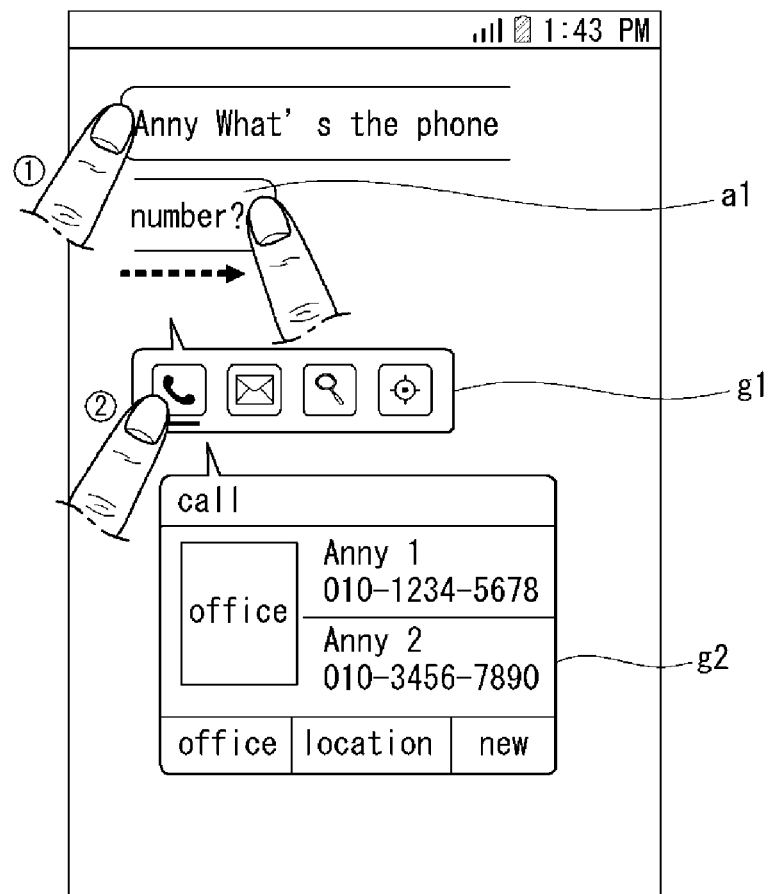 1:43 PM
Anny What' s the phone
①
a1
number?
②
g1
call
Anny 1
010-1234-5678
office
Anny 2
010-3456-7890
g2
office location new